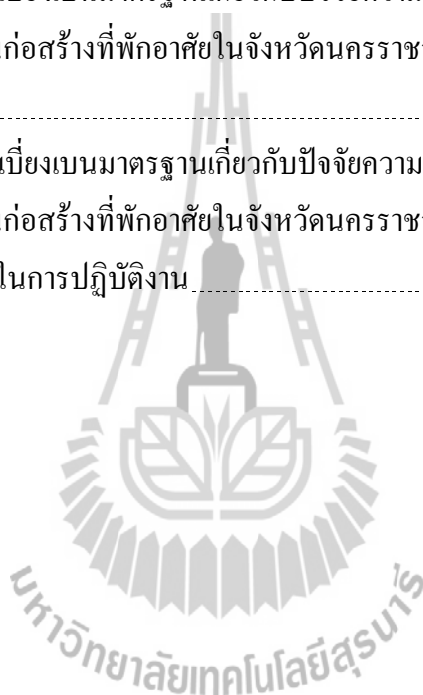 ก่อสร้างที่พักอาศัยในจังหวัดนครราช
บี่ยงเบนมาตรฐานเกี่ยวกับปัจจัยความ
ก่อสร้างที่พักอาศัยในจังหวัดนครราช
ในการปฏิบัติงาน
มหาวิทยาลัยเทคโนโลยีสุรนารี